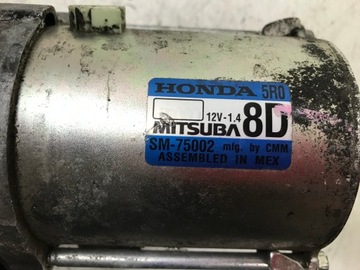 HONDA 5R0
12V-1.4
MITSUBA 8D
SM-75002 mfg. by CMM
ASSEMBLED IN MEX